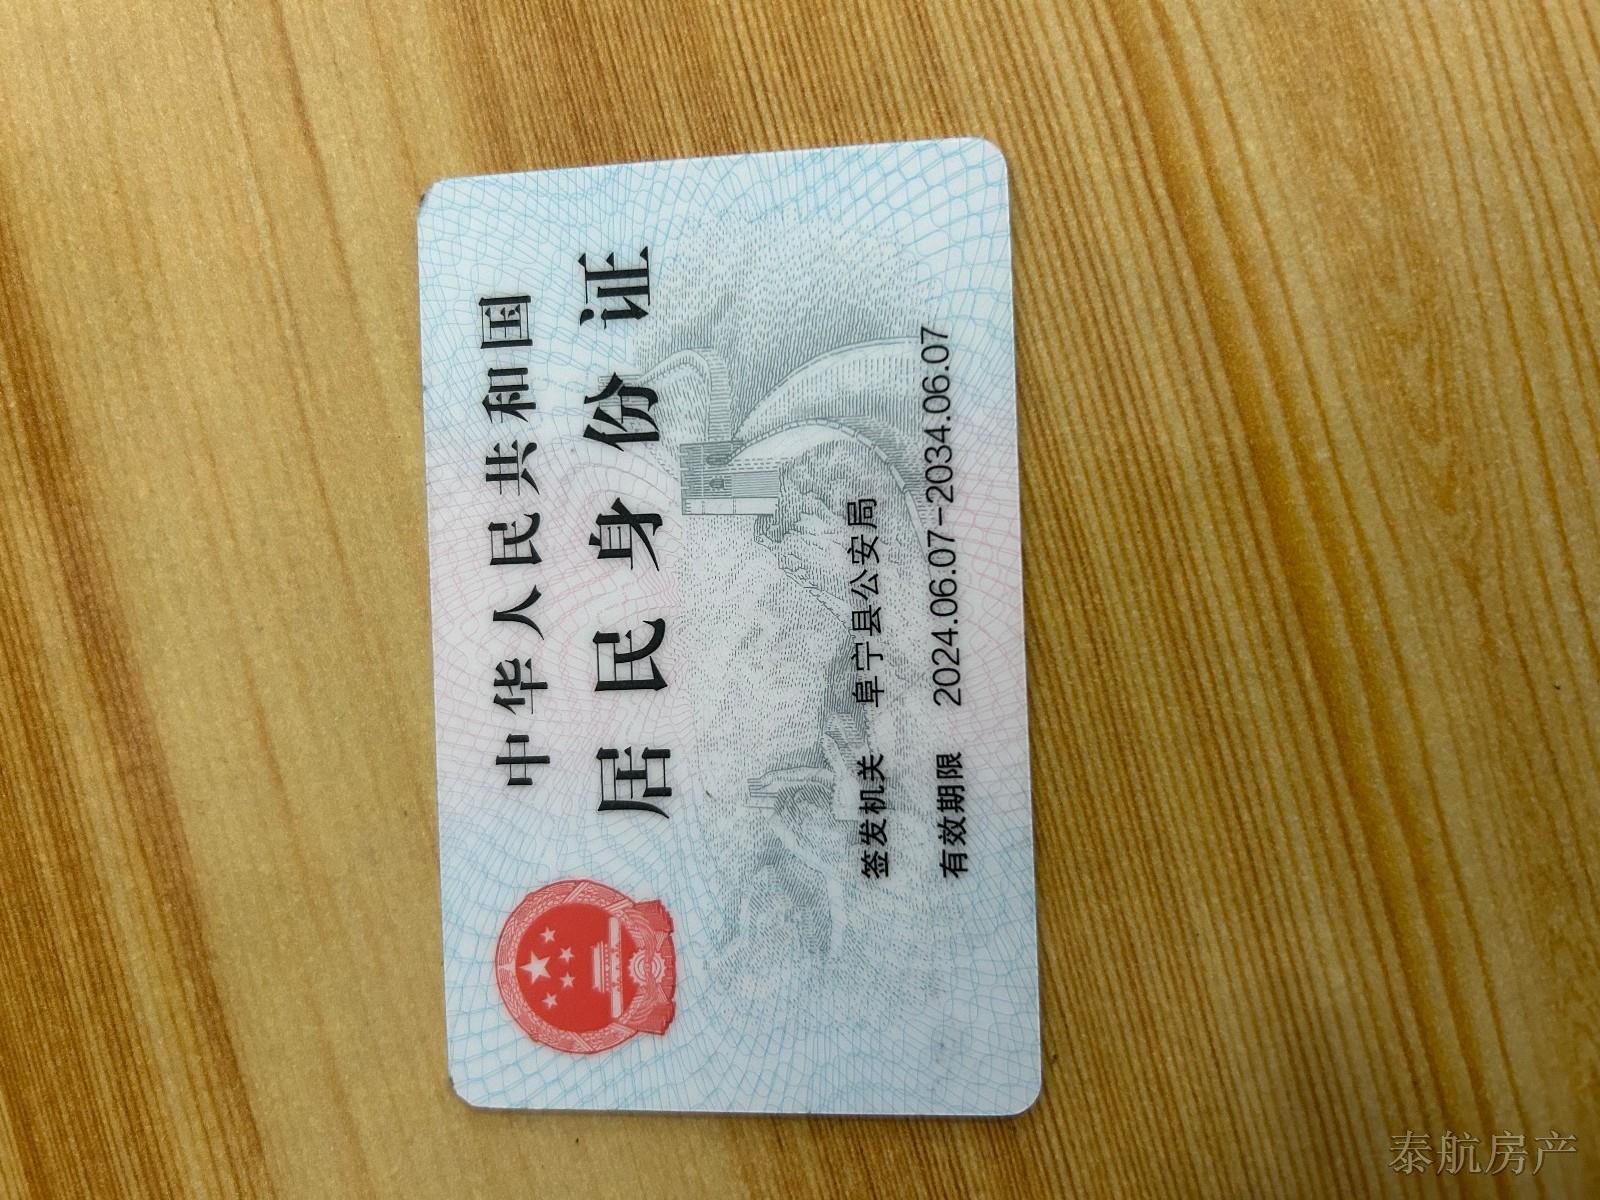 中华人民共和国
居民身份证
签发机关 阜宁县公安局
有效期限 2024.06.07-2034.06.07
泰航房产